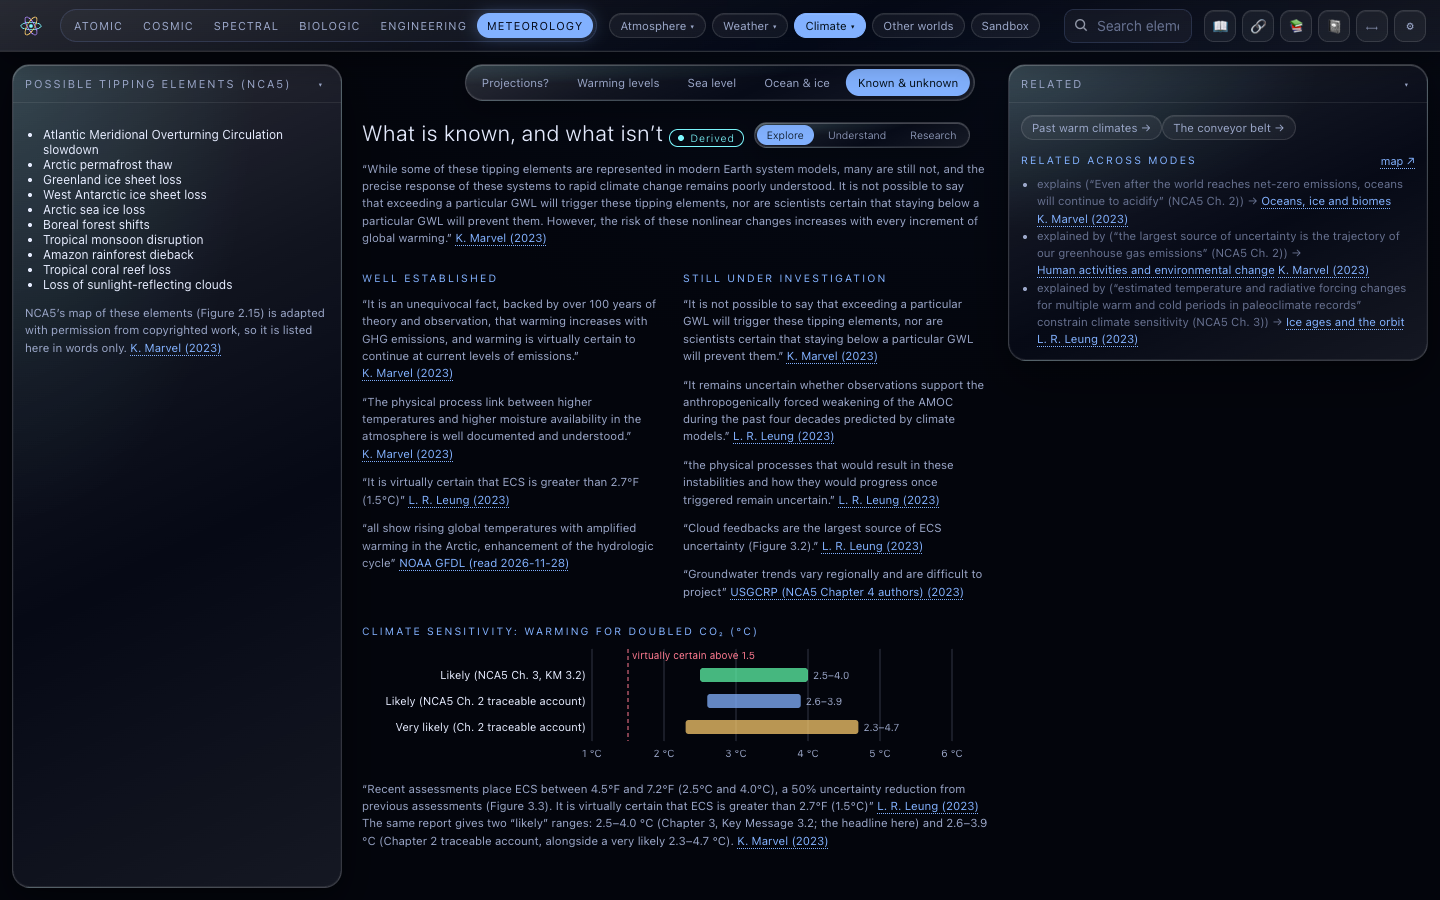 ATOMIC COSMIC SPECTRAL BIOLOGIC ENGINEERING METEOROLOGY Atmosphere Weather Climate Other worlds Sandbox Search elem
POSSIBLE TIPPING ELEMENTS (NCA5)
Atlantic Meridional Overturning Circulation
slowdown
Arctic permafrost thaw
Greenland ice sheet loss
West Antarctic ice sheet loss
Arctic sea ice loss
Boreal forest shifts
Tropical monsoon disruption
Amazon rainforest dieback
Tropical coral reef loss
Loss of sunlight-reflecting clouds
NCA5's map of these elements (Figure 2.15) is adapted
with permission from copyrighted work, so it is listed
here in words only. K. Marvel (2023)
Projections? Warming levels Sea level Ocean & ice Known & unknown
What is known, and what isn't Derived Explore Understand Research
“While some of these tipping elements are represented in modern Earth system models, many are still not, and the
precise response of these systems to rapid climate change remains poorly understood. It is not possible to say
that exceeding a particular GWL will trigger these tipping elements, nor are scientists certain that staying below a
particular GWL will prevent them. However, the risk of these nonlinear changes increases with every increment of
global warming.” K. Marvel (2023)
WELL ESTABLISHED
“It is an unequivocal fact, backed by over 100 years of
theory and observation, that warming increases with
GHG emissions, and warming is virtually certain to
continue at current levels of emissions.”
K. Marvel (2023)
“The physical process link between higher
temperatures and higher moisture availability in the
atmosphere is well documented and understood.”
K. Marvel (2023)
“It is virtually certain that ECS is greater than 2.7°F
(1.5°C)” L. R. Leung (2023)
“all show rising global temperatures with amplified
warming in the Arctic, enhancement of the hydrologic
cycle” NOAA GFDL (read 2026-11-28)
STILL UNDER INVESTIGATION
“It is not possible to say that exceeding a particular
GWL will trigger these tipping elements, nor are
scientists certain that staying below a particular GWL
will prevent them.” K. Marvel (2023)
“It remains uncertain whether observations support the
anthropogenically forced weakening of the AMOC
during the past four decades predicted by climate
models.” L. R. Leung (2023)
“the physical processes that would result in these
instabilities and how they would progress once
triggered remain uncertain.” L. R. Leung (2023)
“Cloud feedbacks are the largest source of ECS
uncertainty (Figure 3.2).” L. R. Leung (2023)
“Groundwater trends vary regionally and are difficult to
project” USGCRP (NCA5 Chapter 4 authors) (2023)
CLIMATE SENSITIVITY: WARMING FOR DOUBLED CO₂ (°C)
virtually certain above 1.5
Likely (NCA5 Ch. 3, KM 3.2) 2.5–4.0
Likely (NCA5 Ch. 2 traceable account) 2.6–3.9
Very likely (Ch. 2 traceable account) 2.3–4.7
1 °C 2 °C 3 °C 4 °C 5 °C 6 °C
“Recent assessments place ECS between 4.5°F and 7.2°F (2.5°C and 4.0°C), a 50% uncertainty reduction from
previous assessments (Figure 3.3). It is virtually certain that ECS is greater than 2.7°F (1.5°C)” L. R. Leung (2023)
The same report gives two “likely” ranges: 2.5–4.0 °C (Chapter 3, Key Message 3.2; the headline here) and 2.6–3.9
°C (Chapter 2 traceable account, alongside a very likely 2.3–4.7 °C). K. Marvel (2023)
RELATED
Past warm climates → The conveyor belt →
RELATED ACROSS MODES map ↗
explains (“Even after the world reaches net-zero emissions, oceans
will continue to acidify” (NCA5 Ch. 2)) → Oceans, ice and biomes
K. Marvel (2023)
explained by (“the largest source of uncertainty is the trajectory of
our greenhouse gas emissions” (NCA5 Ch. 2)) →
Human activities and environmental change K. Marvel (2023)
explained by (“estimated temperature and radiative forcing changes
for multiple warm and cold periods in paleoclimate records”
constrain climate sensitivity (NCA5 Ch. 3)) → Ice ages and the orbit
L. R. Leung (2023)